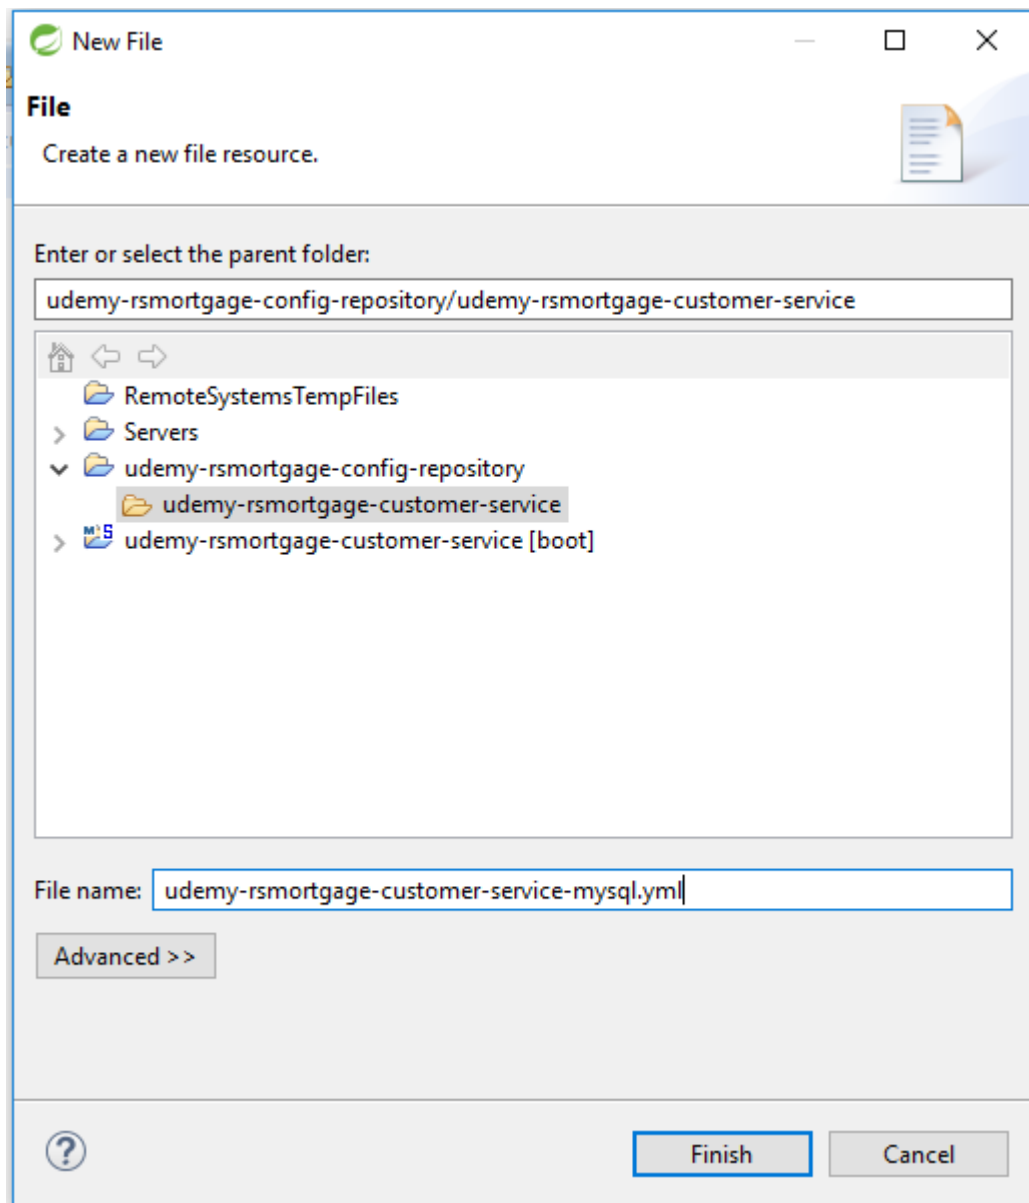 New File
File
Create a new file resource.
Enter or select the parent folder:
udemy-rsmortgage-config-repository/udemy-rsmortgage-customer-service
RemoteSystemsTempFiles
Servers
udemy-rsmortgage-config-repository
udemy-rsmortgage-customer-service
udemy-rsmortgage-customer-service [boot]
File name: udemy-rsmortgage-customer-service-mysql.yml
Advanced >>
Finish Cancel